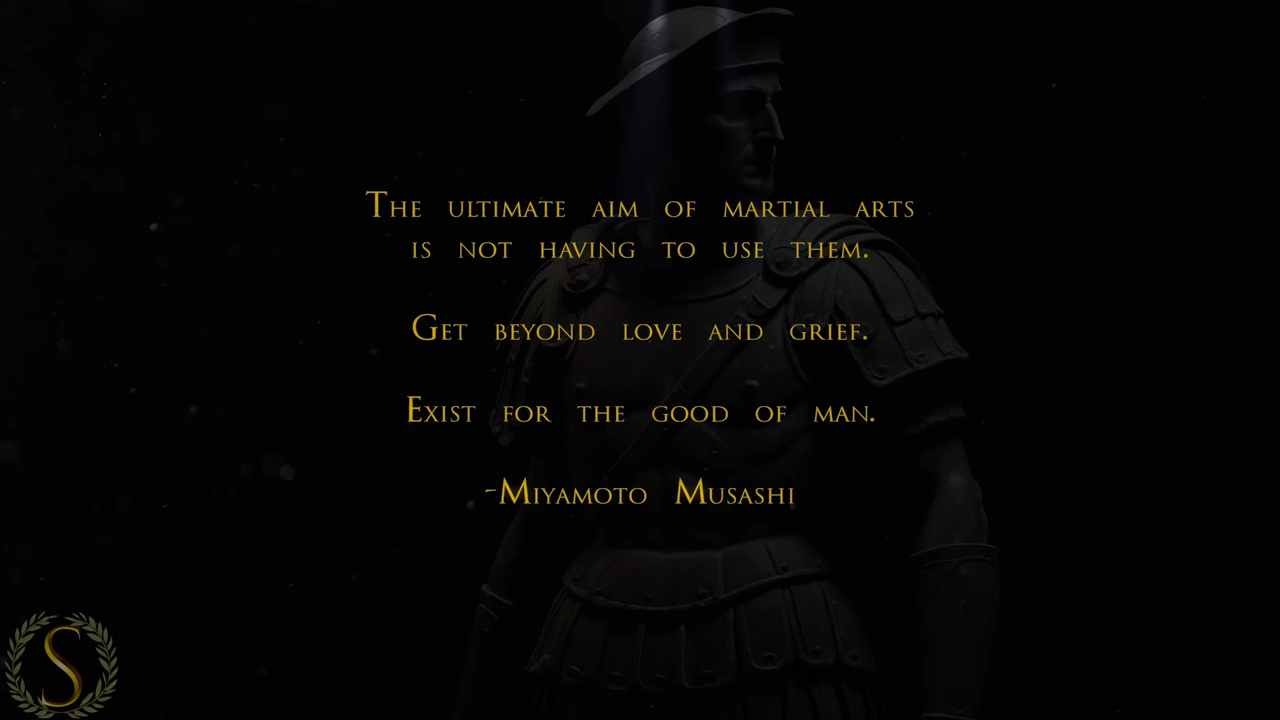 The ultimate aim of martial arts
is not having to use them.
Get beyond love and grief.
Exist for the good of man.
-Miyamoto Musashi
S